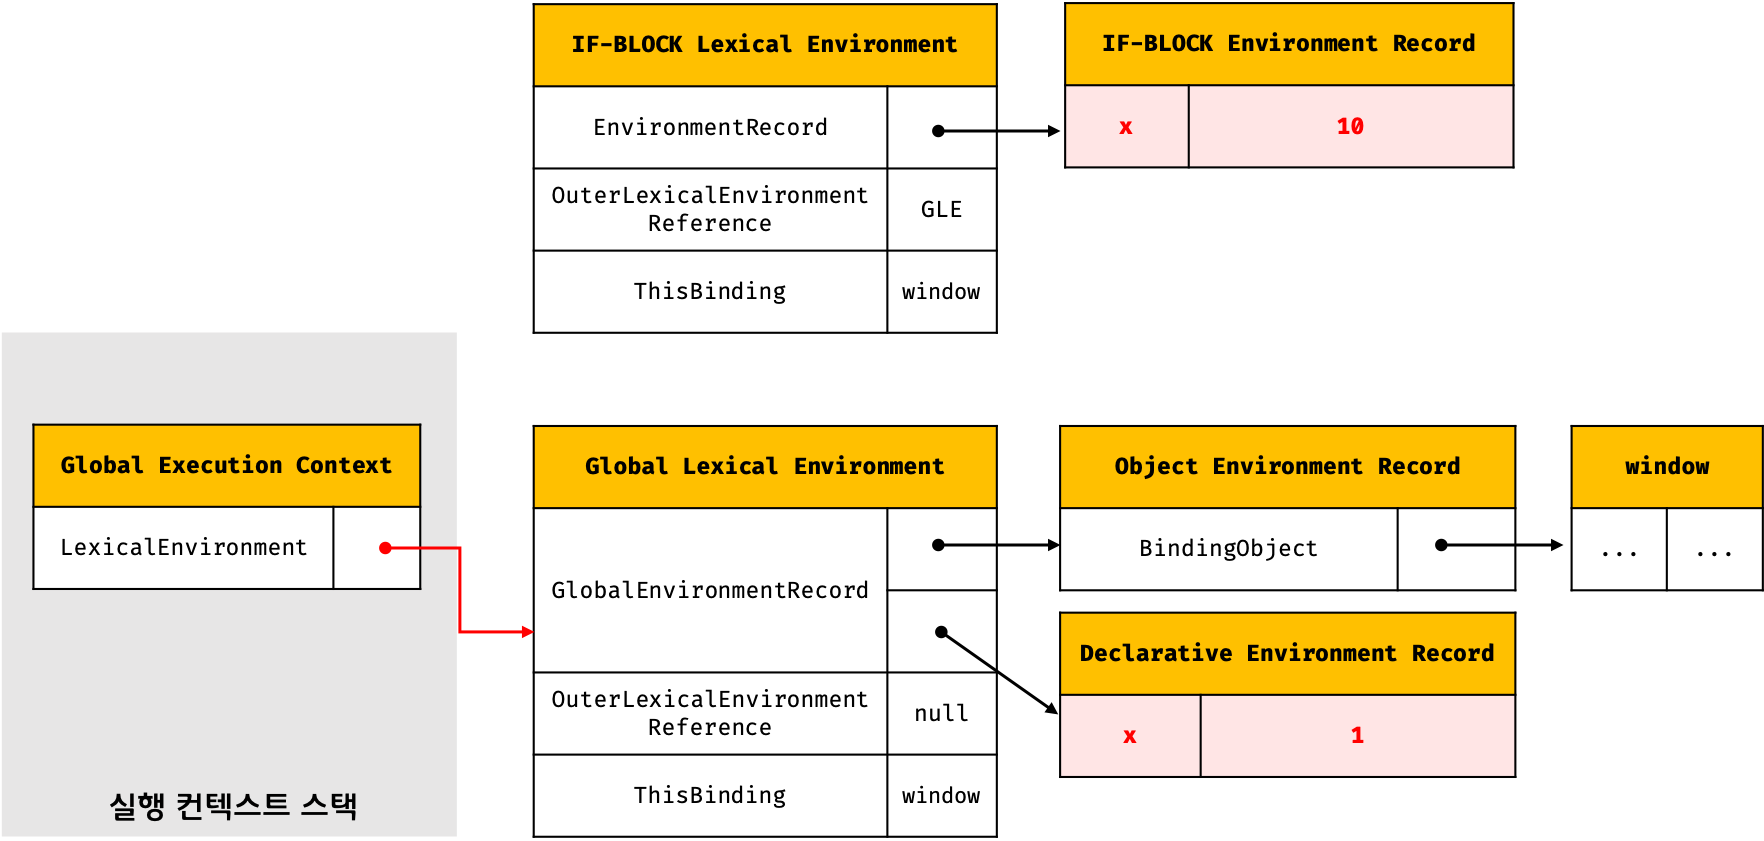 IF-BLOCK Lexical Environment
EnvironmentRecord
OuterLexicalEnvironment
Reference
GLE
ThisBinding
window
IF-BLOCK Environment Record
x
10
Global Execution Context
LexicalEnvironment
실행 컨텍스트 스택
Global Lexical Environment
GlobalEnvironmentRecord
OuterLexicalEnvironment
Reference
null
ThisBinding
window
Object Environment Record
BindingObject
window
...
...
Declarative Environment Record
x
1